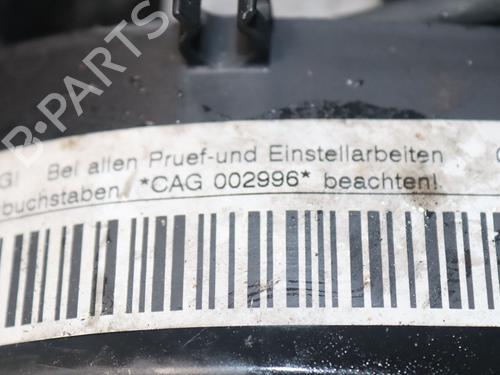 B-PARTS
G! Bei allen Pruef-und Einstellarbeiten
buchstaben *CAG 002996* beachten!